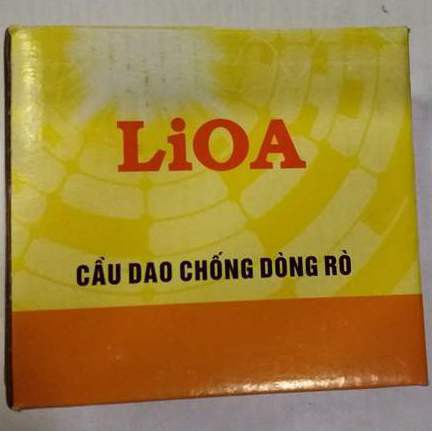 LiOA
CẦU DAO CHỐNG DÒNG RÒ